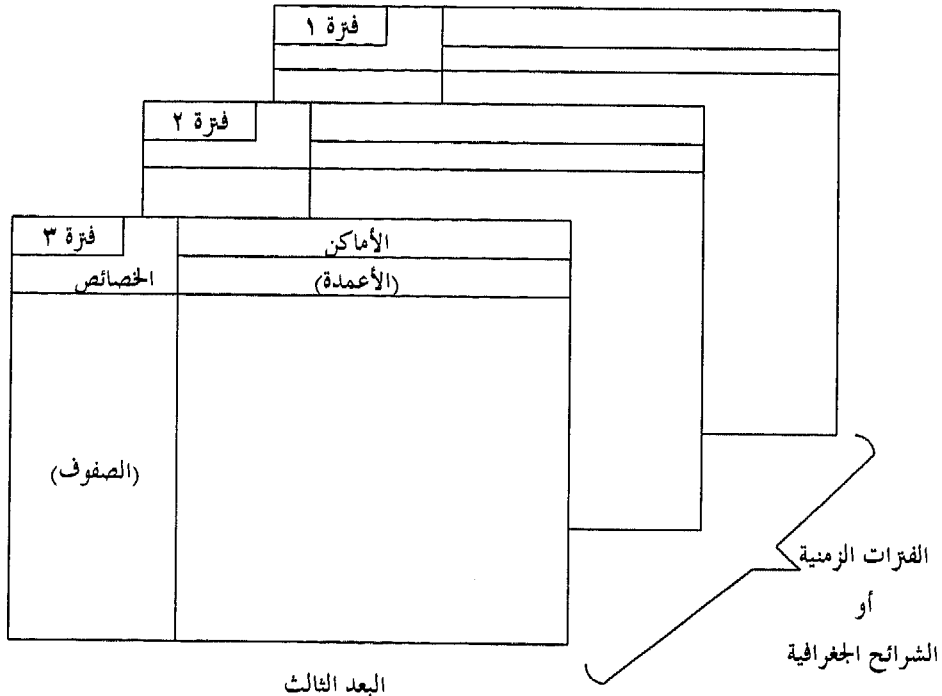 فترة ١
فترة ٢
فترة ٣
الأماكن
الخصائص
(الأعمدة)
(الصفوف)
الفترات الزمنية
أو
الشرائح الجغرافية
البعد الثالث